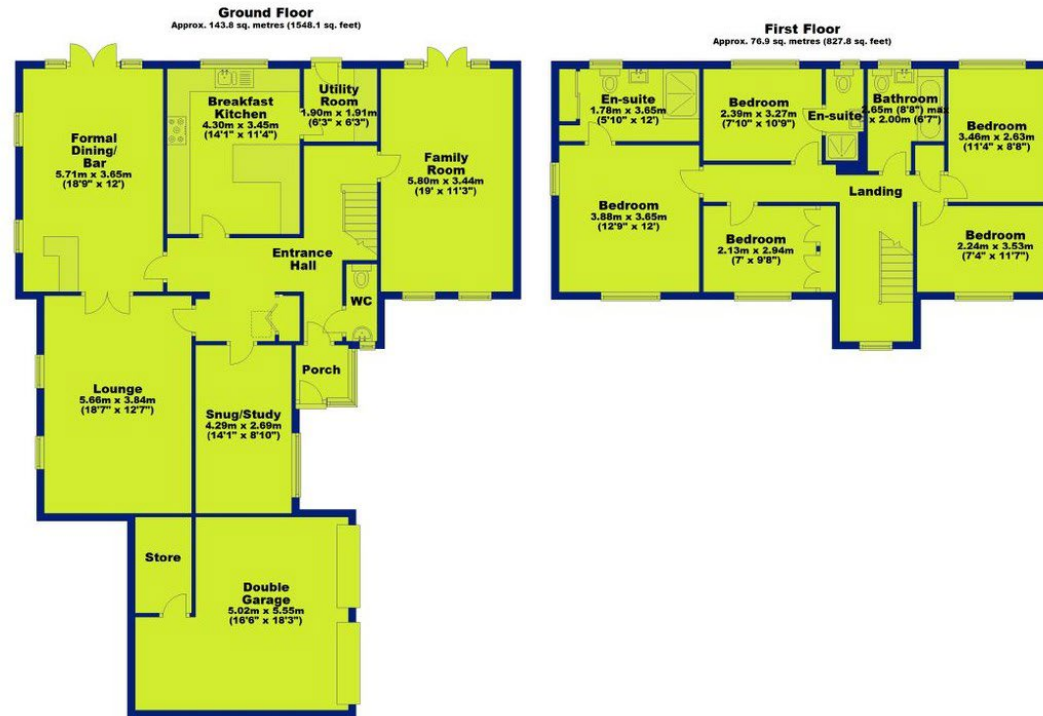 Ground Floor
Approx. 143.8 sq. metres (1548.1 sq. feet)
Utility
Room
1.90m x 1.91m
(6'3" x 6'3")
Breakfast
Kitchen
4.30m x 3.45m
(14'1" x 11'4")
Formal
Dining/
Bar
5.71m x 3.65m
(18'9" x 12')
Family
Room
5.80m x 3.44m
(19' x 11'3")
Entrance
Hall
WC
Porch
Lounge
5.66m x 3.84m
(18'7" x 12'7")
Snug/Study
4.29m x 2.69m
(14'1" x 8'10")
Store
Double
Garage
5.02m x 5.55m
(16'6" x 18'3")
First Floor
Approx. 76.9 sq. metres (827.8 sq. feet)
En-suite
1.78m x 3.65m
(5'10" x 12')
Bedroom
2.39m x 3.27m
(7'10" x 10'9")
En-suite
Bathroom
2.65m (8'8") max
x 2.00m (6'7")
Bedroom
3.46m x 2.63m
(11'4" x 8'8")
Landing
Bedroom
3.88m x 3.65m
(12'9" x 12')
Bedroom
2.13m x 2.94m
(7' x 9'8")
Bedroom
2.24m x 3.53m
(7'4" x 11'7")